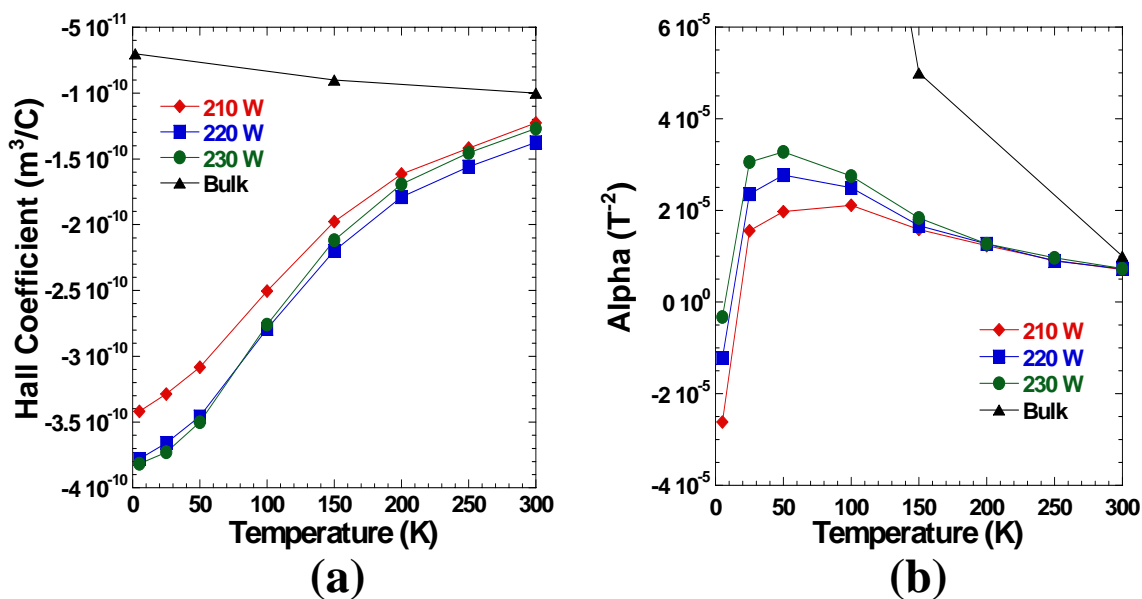 -5 10⁻¹¹
-1 10⁻¹⁰
-1.5 10⁻¹⁰
-2 10⁻¹⁰
-2.5 10⁻¹⁰
-3 10⁻¹⁰
-3.5 10⁻¹⁰
-4 10⁻¹⁰
Hall Coefficient (m³/C)
210 W
220 W
230 W
Bulk
0 50 100 150 200 250 300
Temperature (K)
(a)
6 10⁻⁵
4 10⁻⁵
2 10⁻⁵
0 10⁰
-2 10⁻⁵
-4 10⁻⁵
Alpha (T⁻²)
210 W
220 W
230 W
Bulk
0 50 100 150 200 250 300
Temperature (K)
(b)